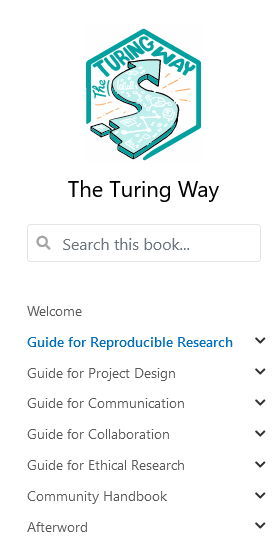 The TURING WAY
The Turing Way
Search this book...
Welcome
Guide for Reproducible Research
Guide for Project Design
Guide for Communication
Guide for Collaboration
Guide for Ethical Research
Community Handbook
Afterword